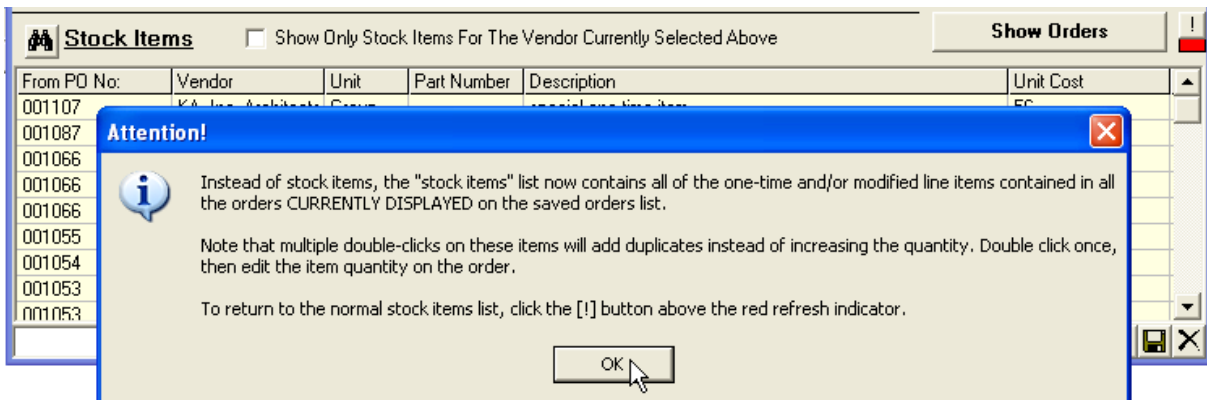 Stock Items Show Only Stock Items For The Vendor Currently Selected Above Show Orders !
From PO No: Vendor Unit Part Number Description Unit Cost
001107
001087
Attention!
001066
Instead of stock items, the "stock items" list now contains all of the one-time and/or modified line items contained in all
001066
the orders CURRENTLY DISPLAYED on the saved orders list.
001066
001055
Note that multiple double-clicks on these items will add duplicates instead of increasing the quantity. Double click once,
001054
then edit the item quantity on the order.
001053
To return to the normal stock items list, click the [!] button above the red refresh indicator.
001053
OK